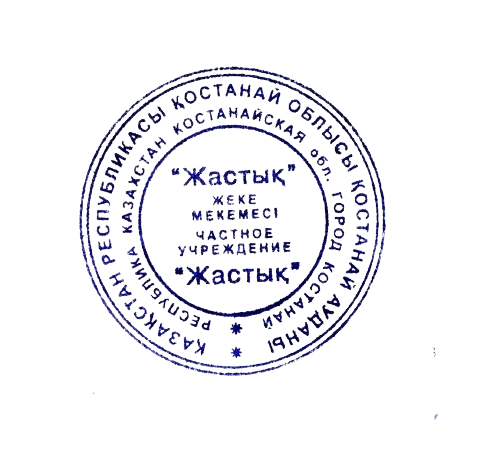 ҚАЗАҚСТАН РЕСПУБЛИКАСЫ ҚОСТАНАЙ ОБЛЫСЫ ҚОСТАНАЙ АУДАНЫ
РЕСПУБЛИКА КАЗАХСТАН КОСТАНАЙСКАЯ обл. ГОРОД КОСТАНАЙ
"Жастық"
ЖЕКЕ
МЕКЕМЕСІ
ЧАСТНОЕ
УЧРЕЖДЕНИЕ
"Жастық"